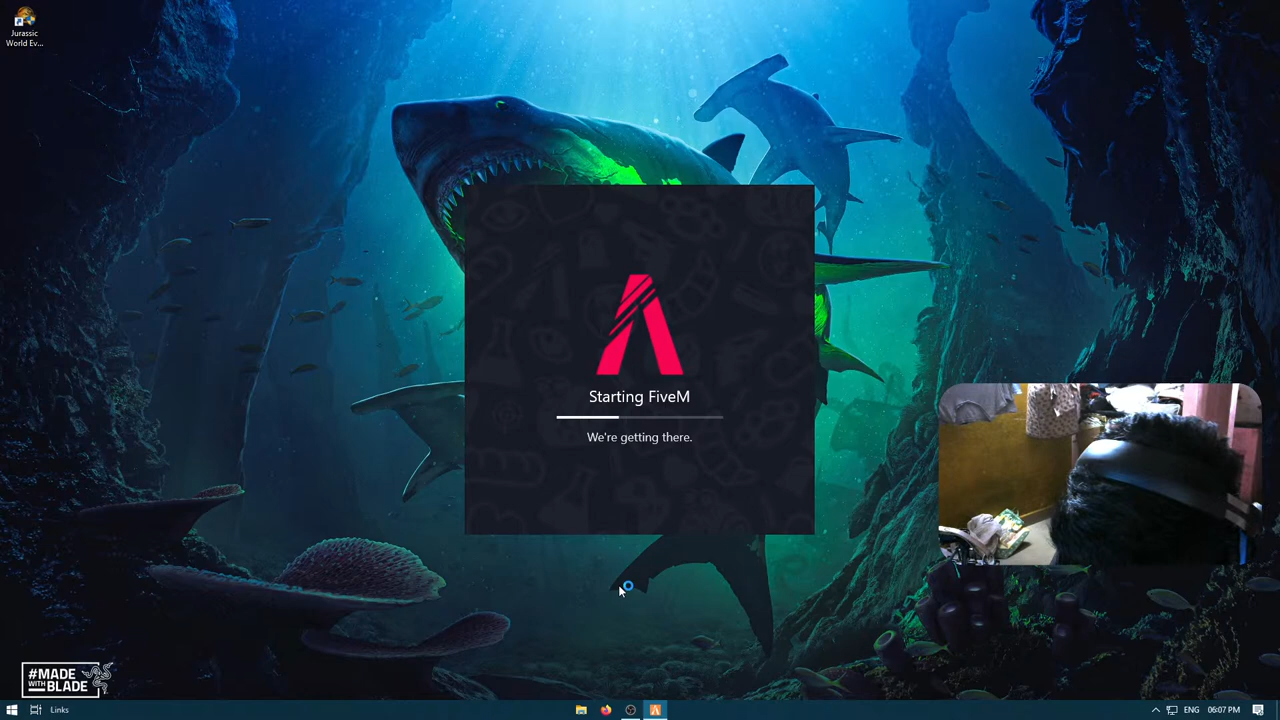 Jurassic
World Ev...
Starting FiveM
We're getting there.
#MADE
WITH BLADE
Links
ENG
06:07 PM